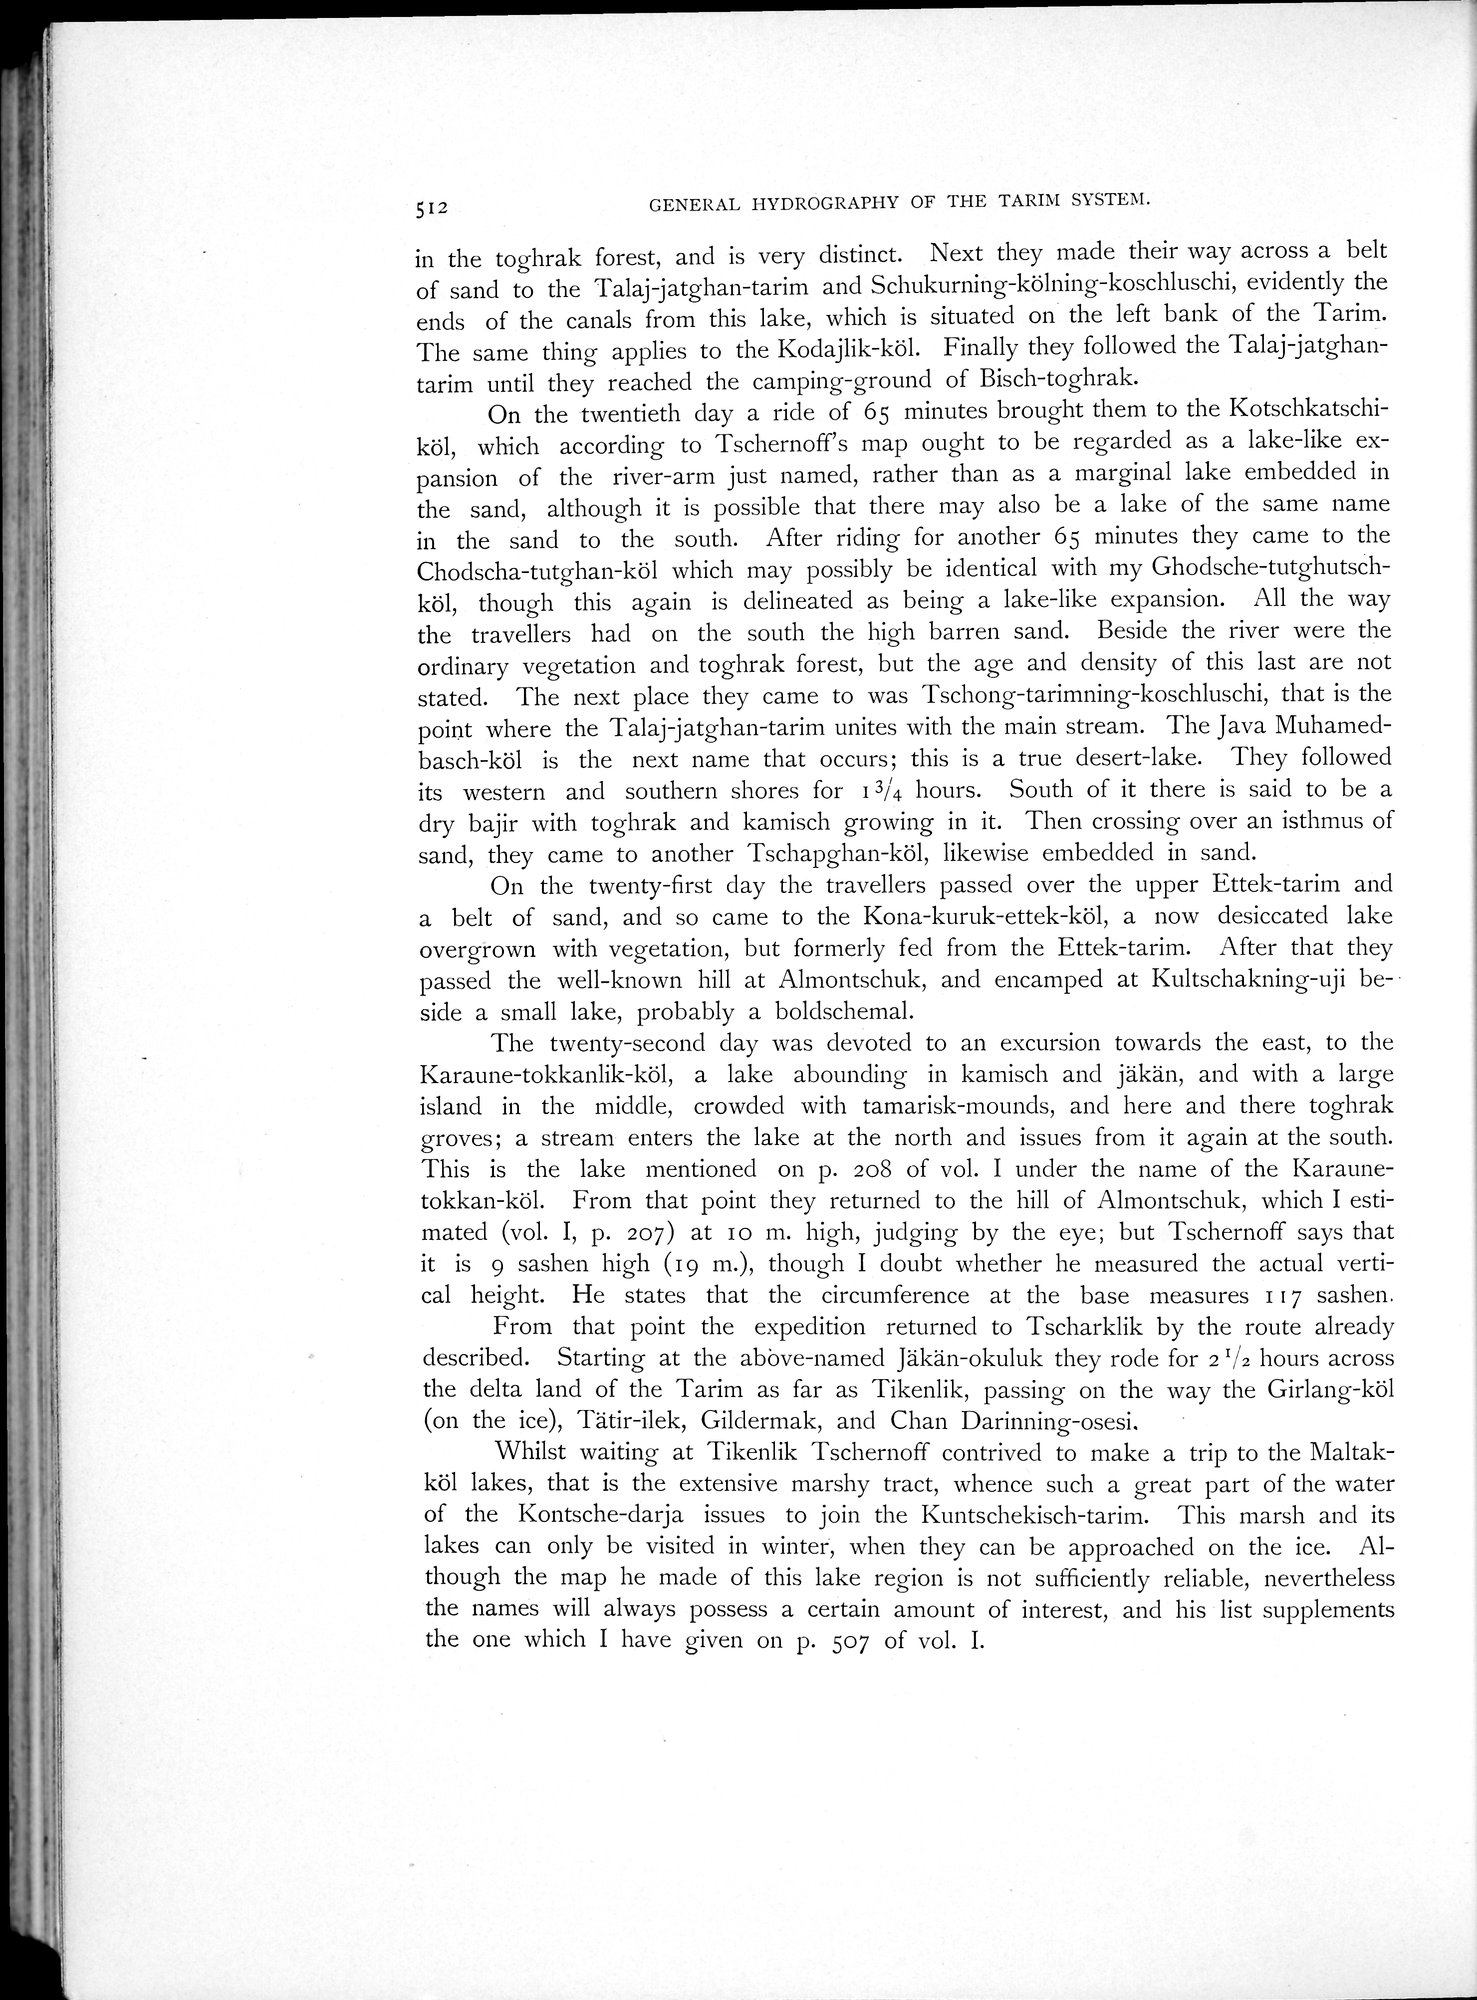 512 GENERAL HYDROGRAPHY OF THE TARIM SYSTEM.
in the toghrak forest, and is very distinct. Next they made their way across a belt
of sand to the Talaj-jatghan-tarim and Schukurning-kölning-koschluschi, evidently the
ends of the canals from this lake, which is situated on the left bank of the Tarim.
The same thing applies to the Kodajlik-köl. Finally they followed the Talaj-jatghan-
tarim until they reached the camping-ground of Bisch-toghrak.
On the twentieth day a ride of 65 minutes brought them to the Kotschkatschi-
köl, which according to Tschernoff's map ought to be regarded as a lake-like ex-
pansion of the river-arm just named, rather than as a marginal lake embedded in
the sand, although it is possible that there may also be a lake of the same name
in the sand to the south. After riding for another 65 minutes they came to the
Chodscha-tutghan-köl which may possibly be identical with my Ghodsche-tutghutsch-
köl, though this again is delineated as being a lake-like expansion. All the way
the travellers had on the south the high barren sand. Beside the river were the
ordinary vegetation and toghrak forest, but the age and density of this last are not
stated. The next place they came to was Tschong-tarimning-koschluschi, that is the
point where the Talaj-jatghan-tarim unites with the main stream. The Java Muhamed-
basch-köl is the next name that occurs; this is a true desert-lake. They followed
its western and southern shores for 1 3/4 hours. South of it there is said to be a
dry bajir with toghrak and kamisch growing in it. Then crossing over an isthmus of
sand, they came to another Tschapghan-köl, likewise embedded in sand.
On the twenty-first day the travellers passed over the upper Ettek-tarim and
a belt of sand, and so came to the Kona-kuruk-ettek-köl, a now desiccated lake
overgrown with vegetation, but formerly fed from the Ettek-tarim. After that they
passed the well-known hill at Almontschuk, and encamped at Kultschakning-uji be-
side a small lake, probably a boldschemal.
The twenty-second day was devoted to an excursion towards the east, to the
Karaune-tokkanlik-köl, a lake abounding in kamisch and jäkän, and with a large
island in the middle, crowded with tamarisk-mounds, and here and there toghrak
groves; a stream enters the lake at the north and issues from it again at the south.
This is the lake mentioned on p. 208 of vol. I under the name of the Karaune-
tokkan-köl. From that point they returned to the hill of Almontschuk, which I esti-
mated (vol. I, p. 207) at 10 m. high, judging by the eye; but Tschernoff says that
it is 9 sashen high (19 m.), though I doubt whether he measured the actual verti-
cal height. He states that the circumference at the base measures 117 sashen.
From that point the expedition returned to Tscharklik by the route already
described. Starting at the above-named Jäkän-okuluk they rode for 2 1/2 hours across
the delta land of the Tarim as far as Tikenlik, passing on the way the Girlang-köl
(on the ice), Tätir-ilek, Gildermak, and Chan Darinning-osesi.
Whilst waiting at Tikenlik Tschernoff contrived to make a trip to the Maltak-
köl lakes, that is the extensive marshy tract, whence such a great part of the water
of the Kontsche-darja issues to join the Kuntschekisch-tarim. This marsh and its
lakes can only be visited in winter, when they can be approached on the ice. Al-
though the map he made of this lake region is not sufficiently reliable, nevertheless
the names will always possess a certain amount of interest, and his list supplements
the one which I have given on p. 507 of vol. I.